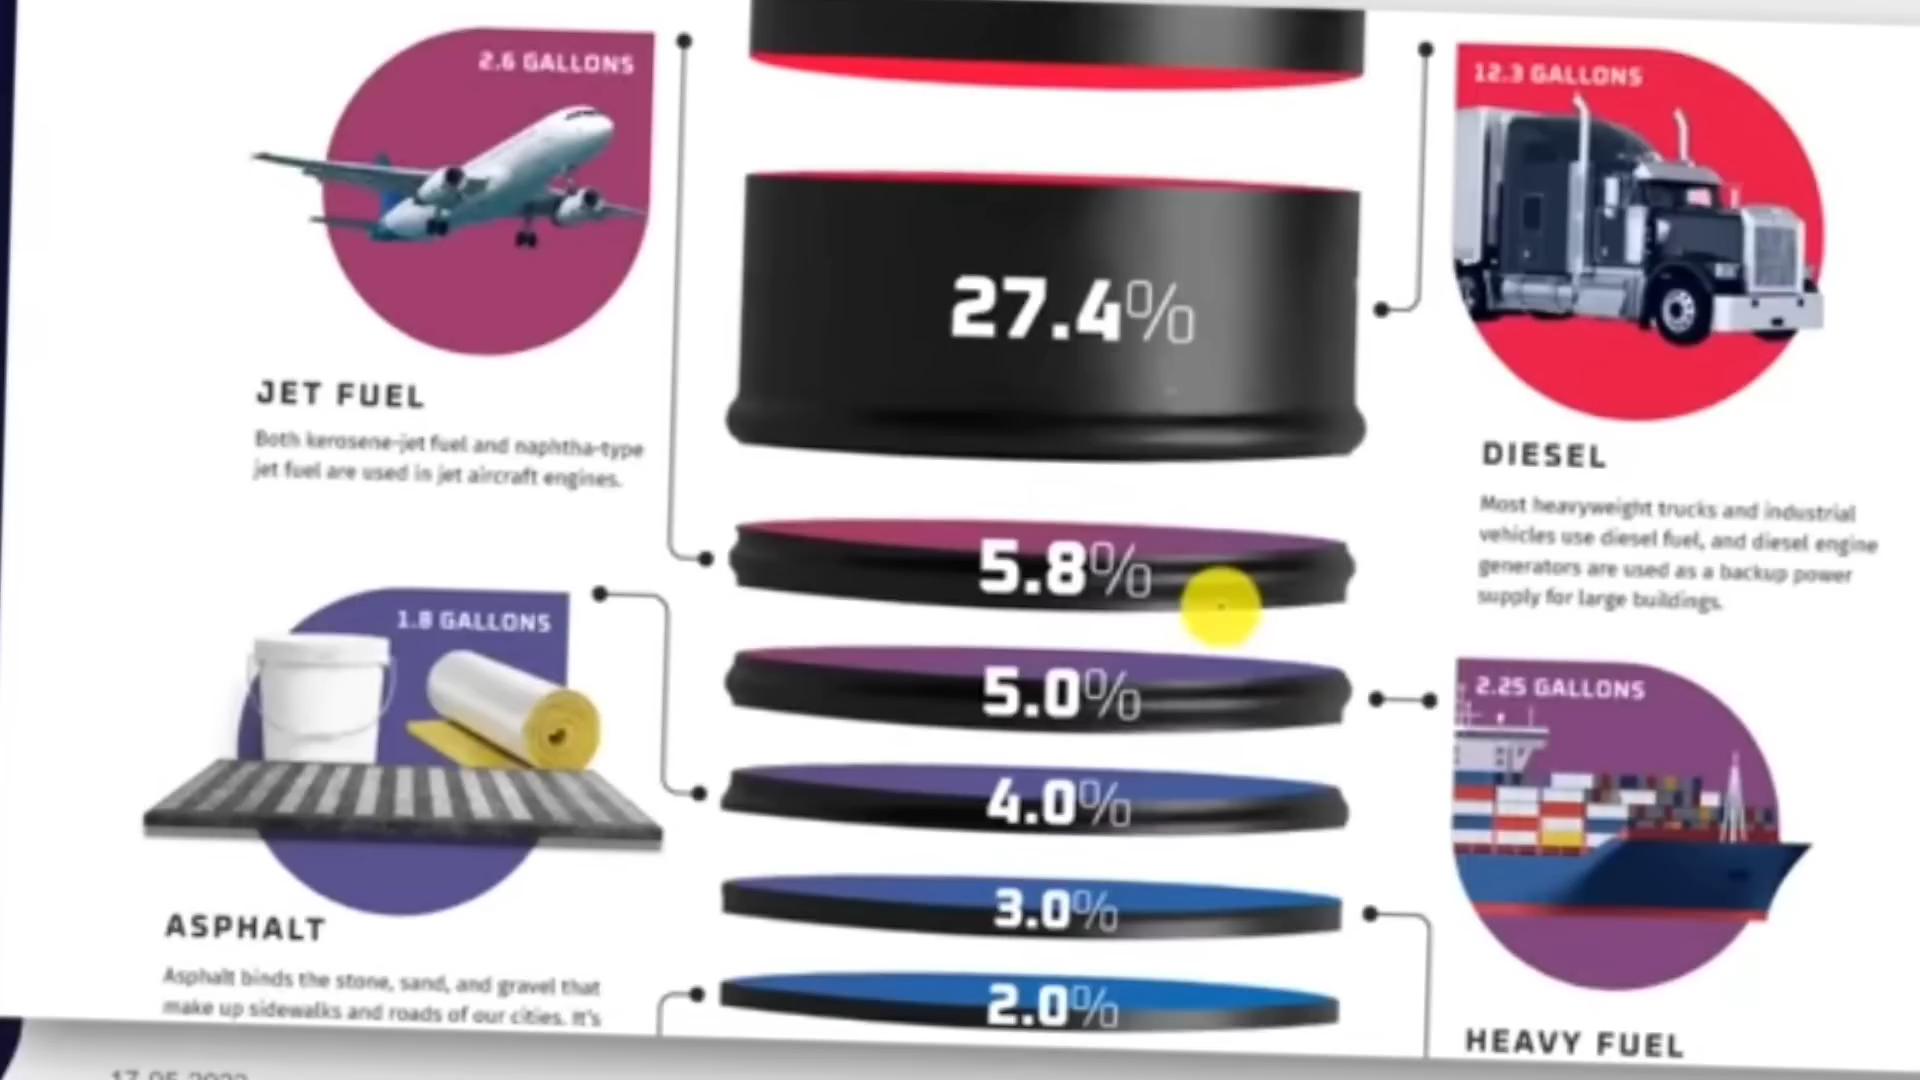 2.6 GALLONS
JET FUEL
Both kerosene-jet fuel and naphtha-type
jet fuel are used in jet aircraft engines.
12.3 GALLONS
DIESEL
Most heavyweight trucks and industrial
vehicles use diesel fuel, and diesel engine
generators are used as a backup power
supply for large buildings.
27.4%
5.8%
5.0%
4.0%
3.0%
2.0%
1.8 GALLONS
ASPHALT
Asphalt binds the stone, sand, and gravel that
make up sidewalks and roads of our cities. It's
2.25 GALLONS
HEAVY FUEL